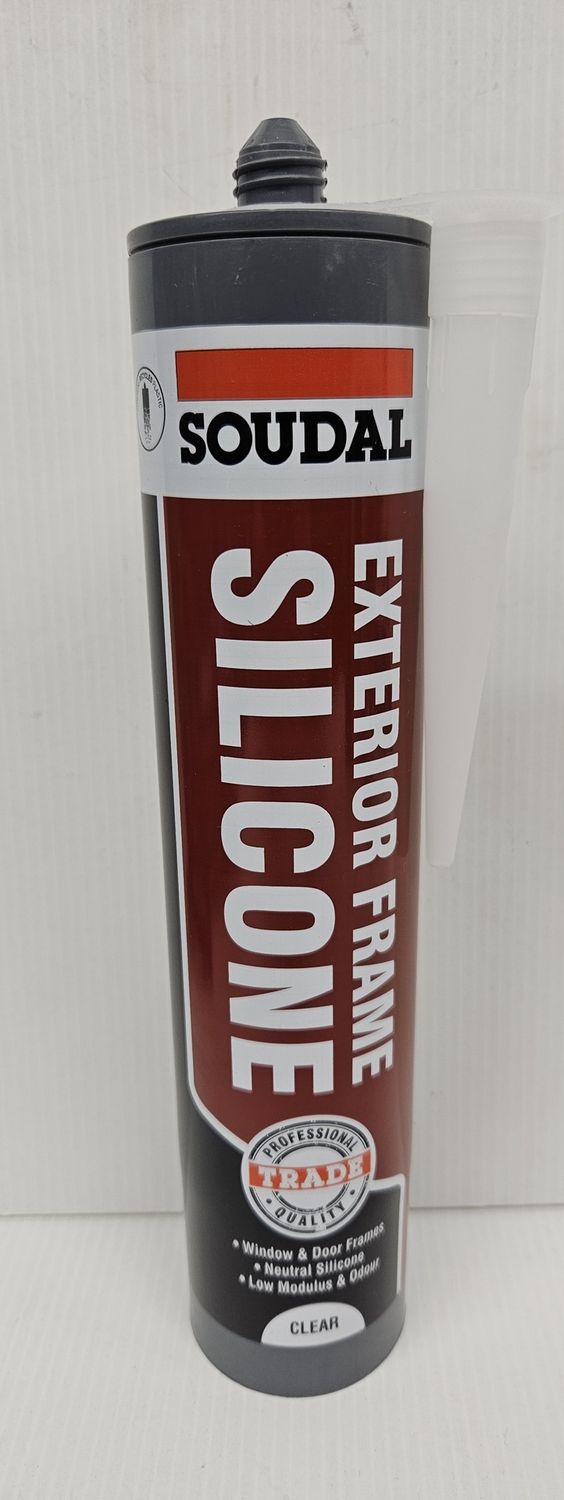 SOUDAL
EXTERIOR FRAME
SILICONE
PROFESSIONAL
TRADE
• QUALITY •
• Window & Door Frames
• Neutral Silicone
• Low Modulus & Odour
CLEAR